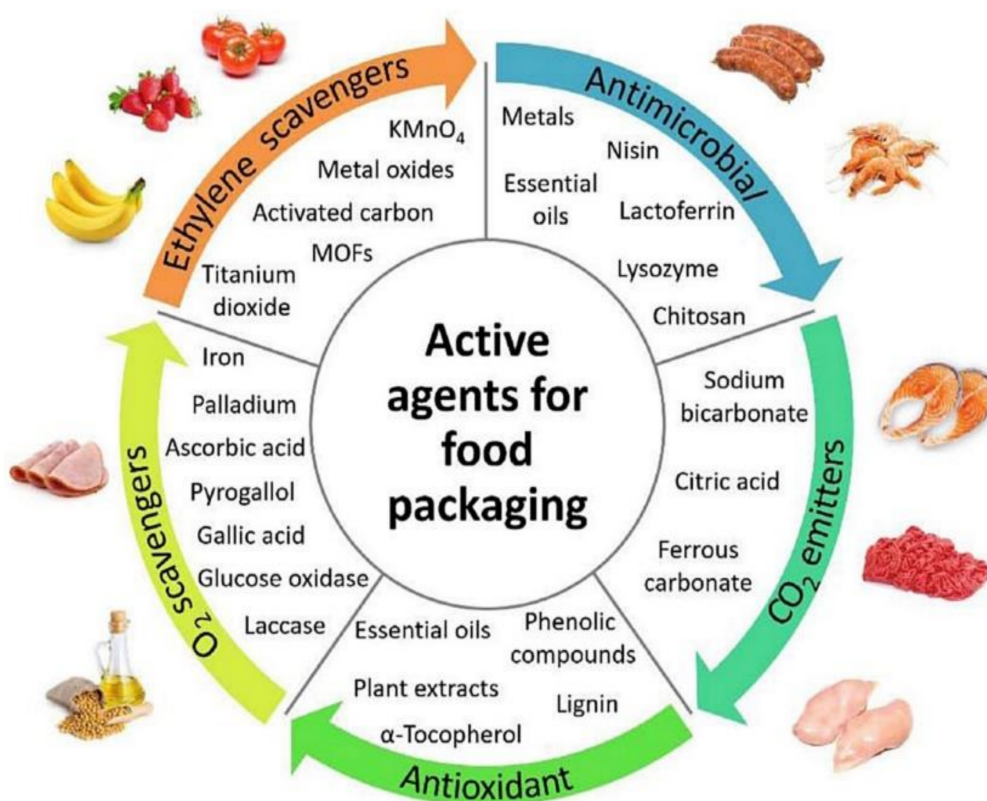 Active
agents for
food
packaging
Ethylene scavengers
KMnO₄
Metal oxides
Activated carbon
MOFs
Titanium
dioxide
Antimicrobial
Metals
Nisin
Essential
oils
Lactoferrin
Lysozyme
Chitosan
CO₂ emitters
Sodium
bicarbonate
Citric acid
Ferrous
carbonate
Antioxidant
Essential oils
Phenolic
compounds
Plant extracts
Lignin
α-Tocopherol
O₂ scavengers
Iron
Palladium
Ascorbic acid
Pyrogallol
Gallic acid
Glucose oxidase
Laccase